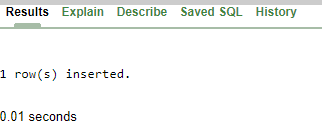 Results Explain Describe Saved SQL History
1 row(s) inserted.
0.01 seconds